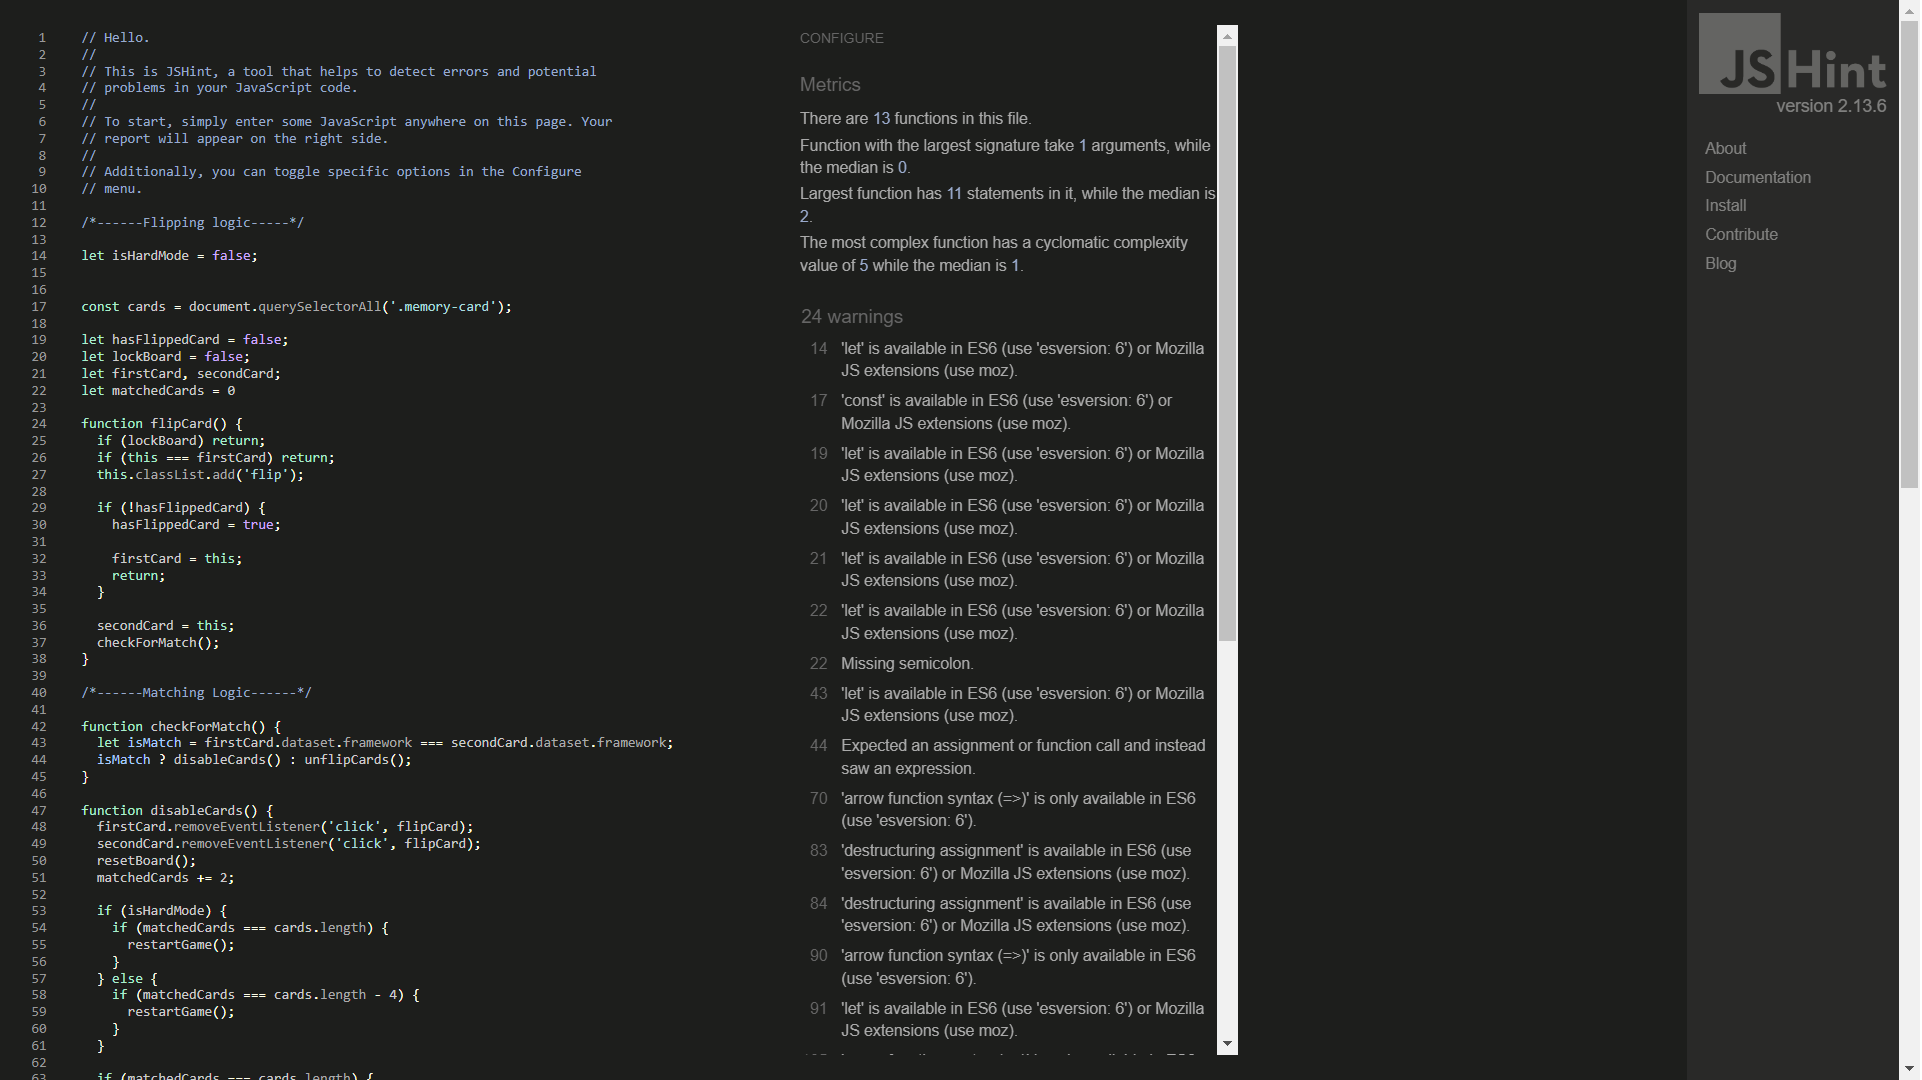 1 // Hello.
2 //
3 // This is JSHint, a tool that helps to detect errors and potential
4 // problems in your JavaScript code.
5 //
6 // To start, simply enter some JavaScript anywhere on this page. Your
7 // report will appear on the right side.
8 //
9 // Additionally, you can toggle specific options in the Configure
10 // menu.
11
12 /*------Flipping logic-----*/
13
14 let isHardMode = false;
15
16
17 const cards = document.querySelectorAll('.memory-card');
18
19 let hasFlippedCard = false;
20 let lockBoard = false;
21 let firstCard, secondCard;
22 let matchedCards = 0
23
24 function flipCard() {
25 if (lockBoard) return;
26 if (this === firstCard) return;
27 this.classList.add('flip');
28
29 if (!hasFlippedCard) {
30 hasFlippedCard = true;
31
32 firstCard = this;
33 return;
34 }
35
36 secondCard = this;
37 checkForMatch();
38 }
39
40 /*------Matching Logic------*/
41
42 function checkForMatch() {
43 let isMatch = firstCard.dataset.framework === secondCard.dataset.framework;
44 isMatch ? disableCards() : unflipCards();
45 }
46
47 function disableCards() {
48 firstCard.removeEventListener('click', flipCard);
49 secondCard.removeEventListener('click', flipCard);
50 resetBoard();
51 matchedCards += 2;
52
53 if (isHardMode) {
54 if (matchedCards === cards.length) {
55 restartGame();
56 }
57 } else {
58 if (matchedCards === cards.length - 4) {
59 restartGame();
60 }
61 }
62
63 if (matchedCards === cards.length) {
CONFIGURE
Metrics
There are 13 functions in this file.
Function with the largest signature take 1 arguments, while
the median is 0.
Largest function has 11 statements in it, while the median is
2.
The most complex function has a cyclomatic complexity
value of 5 while the median is 1.
24 warnings
14 'let' is available in ES6 (use 'esversion: 6') or Mozilla
JS extensions (use moz).
17 'const' is available in ES6 (use 'esversion: 6') or
Mozilla JS extensions (use moz).
19 'let' is available in ES6 (use 'esversion: 6') or Mozilla
JS extensions (use moz).
20 'let' is available in ES6 (use 'esversion: 6') or Mozilla
JS extensions (use moz).
21 'let' is available in ES6 (use 'esversion: 6') or Mozilla
JS extensions (use moz).
22 'let' is available in ES6 (use 'esversion: 6') or Mozilla
JS extensions (use moz).
22 Missing semicolon.
43 'let' is available in ES6 (use 'esversion: 6') or Mozilla
JS extensions (use moz).
44 Expected an assignment or function call and instead
saw an expression.
70 'arrow function syntax (=>)' is only available in ES6
(use 'esversion: 6').
83 'destructuring assignment' is available in ES6 (use
'esversion: 6') or Mozilla JS extensions (use moz).
84 'destructuring assignment' is available in ES6 (use
'esversion: 6') or Mozilla JS extensions (use moz).
90 'arrow function syntax (=>)' is only available in ES6
(use 'esversion: 6').
91 'let' is available in ES6 (use 'esversion: 6') or Mozilla
JS extensions (use moz).
JSHint
version 2.13.6
About
Documentation
Install
Contribute
Blog